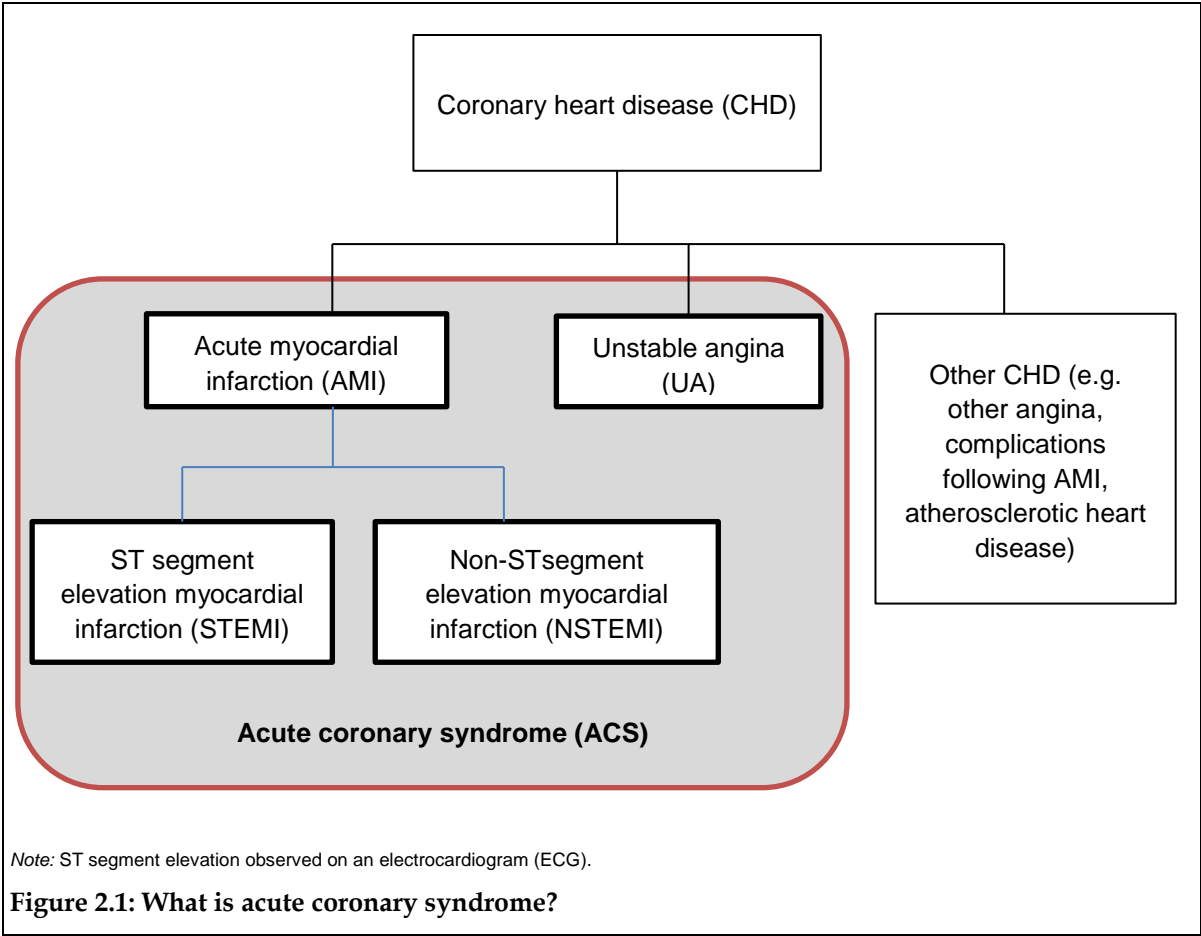 Coronary heart disease (CHD)
Acute myocardial
infarction (AMI)
Unstable angina
(UA)
Other CHD (e.g.
other angina,
complications
following AMI,
atherosclerotic heart
disease)
ST segment
elevation myocardial
infarction (STEMI)
Non-STsegment
elevation myocardial
infarction (NSTEMI)
Acute coronary syndrome (ACS)
Note: ST segment elevation observed on an electrocardiogram (ECG).
Figure 2.1: What is acute coronary syndrome?